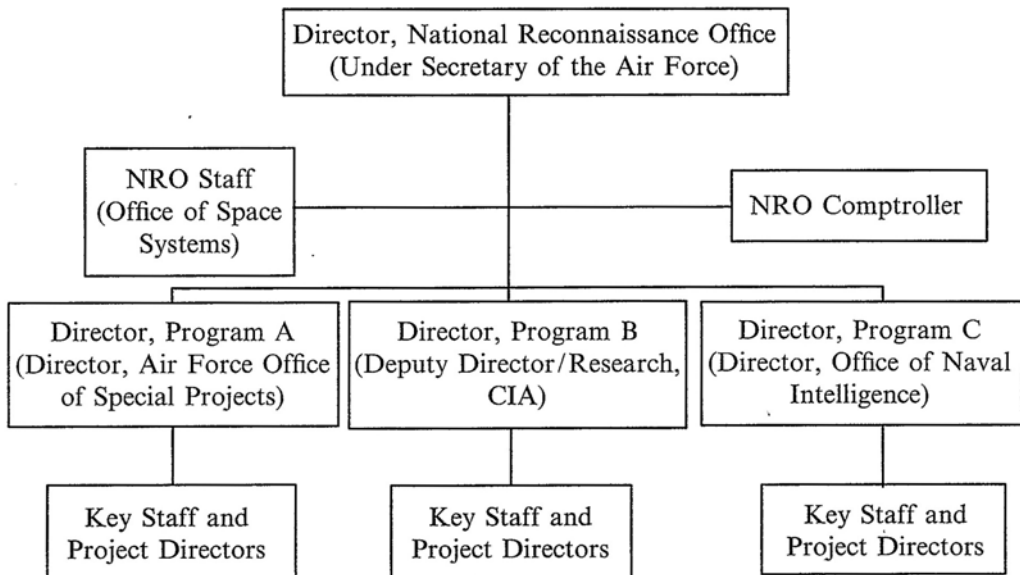 Director, National Reconnaissance Office
(Under Secretary of the Air Force)
NRO Staff
(Office of Space
Systems)
NRO Comptroller
Director, Program A
(Director, Air Force Office
of Special Projects)
Director, Program B
(Deputy Director/Research,
CIA)
Director, Program C
(Director, Office of Naval
Intelligence)
Key Staff and
Project Directors
Key Staff and
Project Directors
Key Staff and
Project Directors